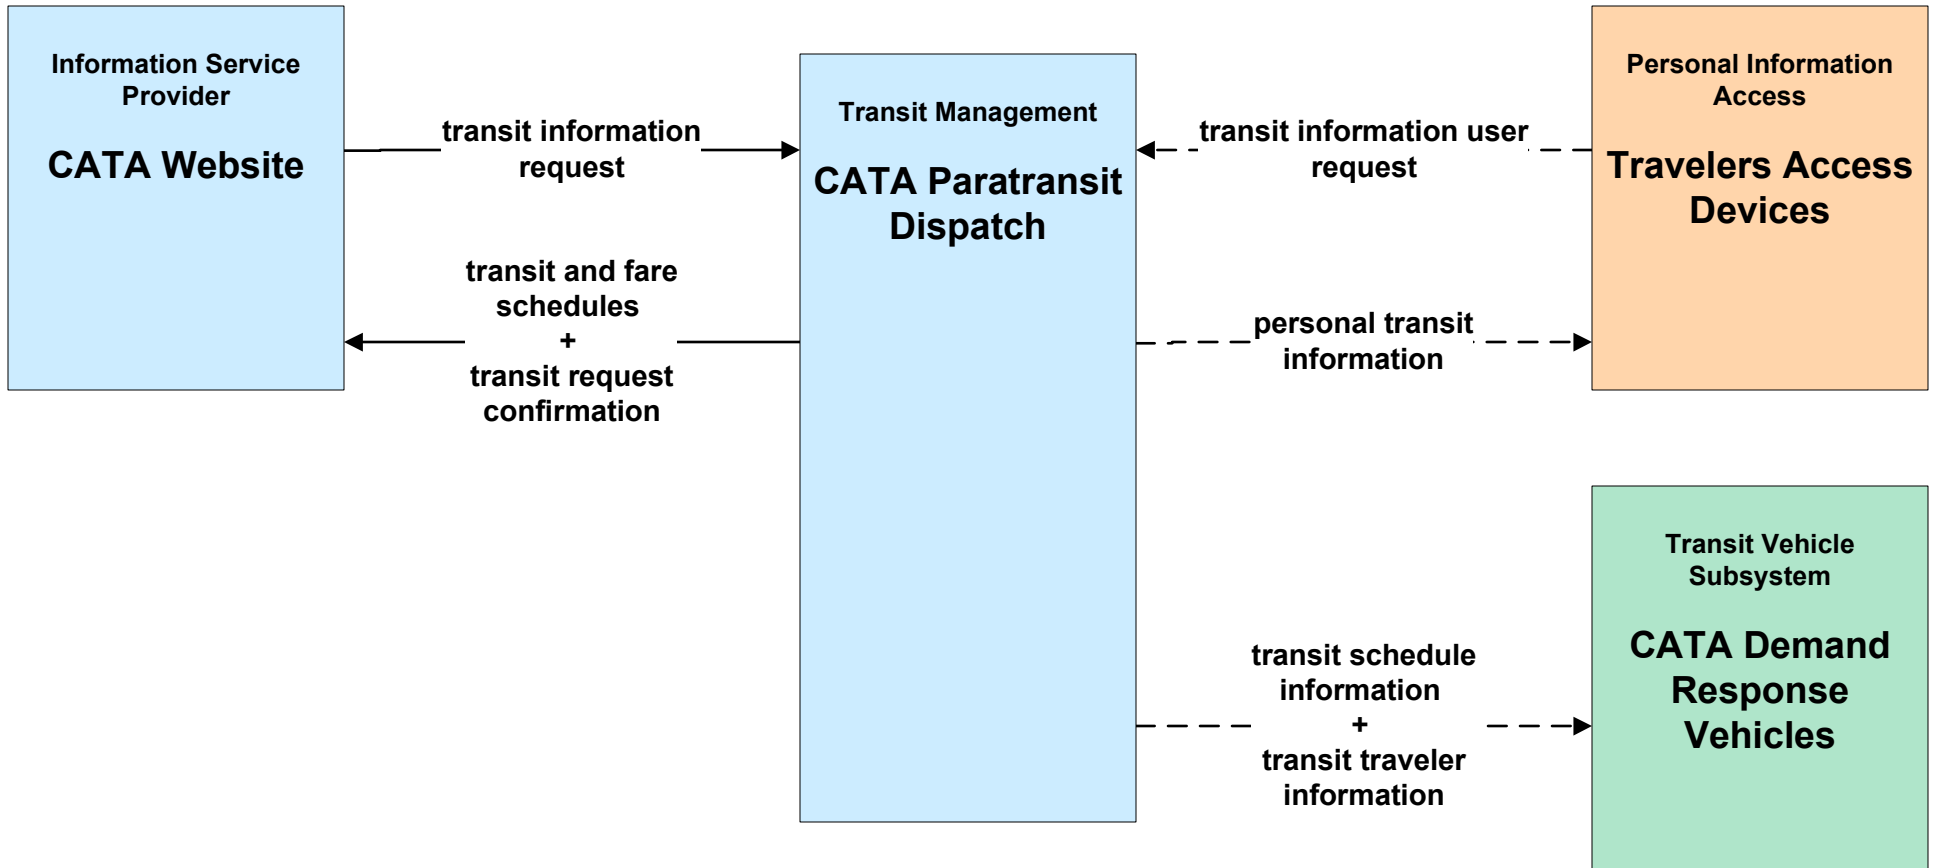 Information Service
Provider
CATA Website
transit information
request
transit and fare
schedules
+
transit request
confirmation
Transit Management
CATA Paratransit
Dispatch
transit information user
request
personal transit
information
transit schedule
information
+
transit traveler
information
Personal Information
Access
Travelers Access
Devices
Transit Vehicle
Subsystem
CATA Demand
Response
Vehicles